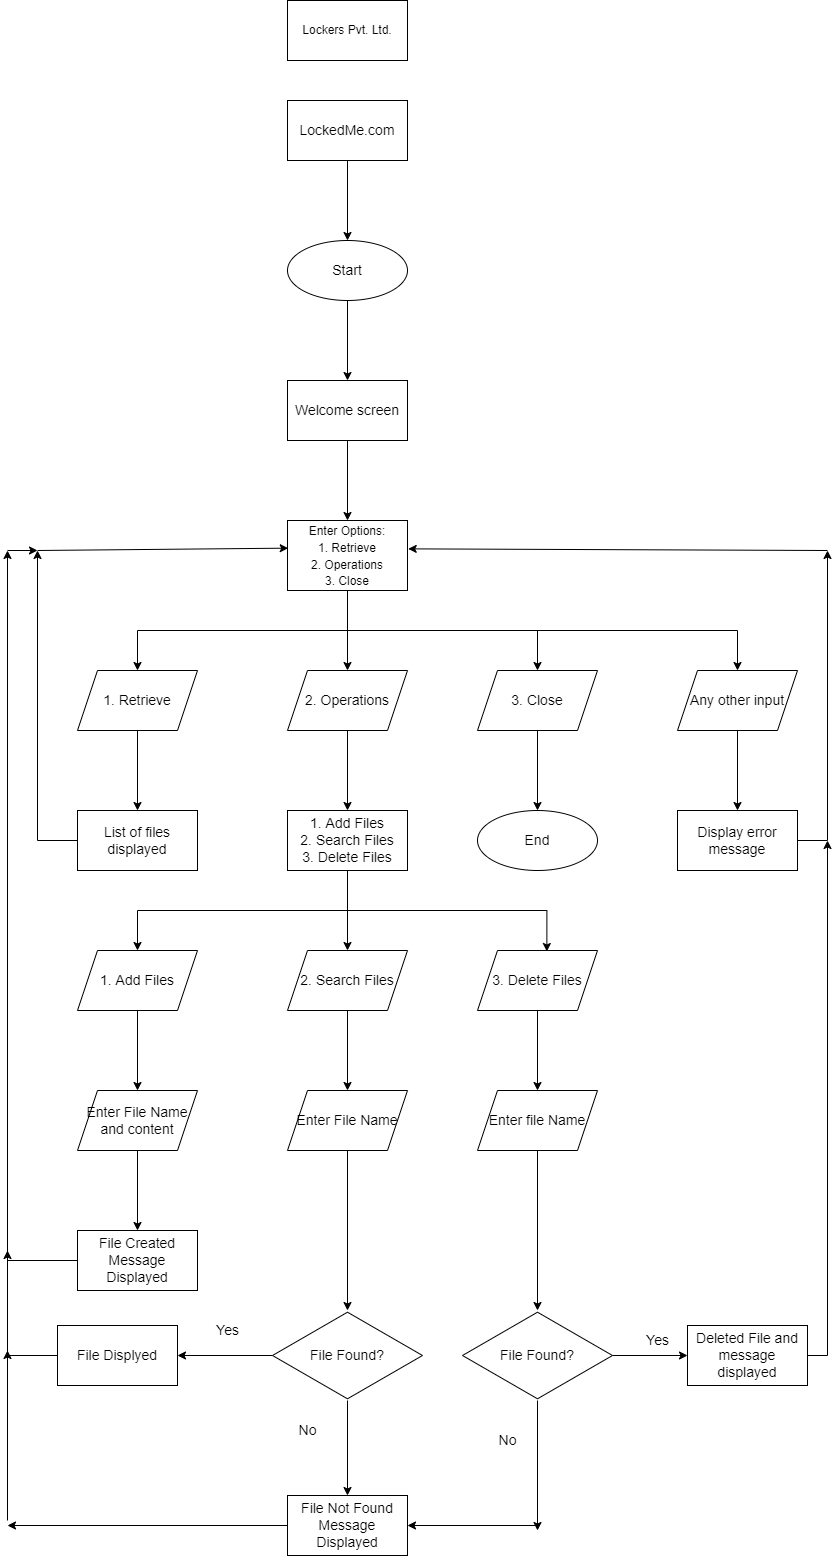 Lockers Pvt. Ltd.
LockedMe.com
Start
Welcome screen
Enter Options:
1. Retrieve
2. Operations
3. Close
1. Retrieve
2. Operations
3. Close
Any other input
List of files
displayed
1. Add Files
2. Search Files
3. Delete Files
End
Display error
message
1. Add Files
2. Search Files
3. Delete Files
Enter File Name
and content
Enter File Name
Enter file Name
File Created
Message
Displayed
Yes
File Displyed
File Found?
File Found?
Yes
Deleted File and
message
displayed
No
No
File Not Found
Message
Displayed